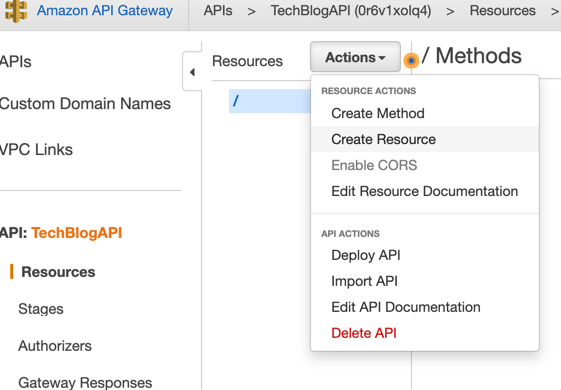 Amazon API Gateway APIs > TechBlogAPI (0r6v1xolq4) > Resources >
APIs
Custom Domain Names
VPC Links
API: TechBlogAPI
Resources
Stages
Authorizers
Gateway Responses
Resources
Actions
/ Methods
/
RESOURCE ACTIONS
Create Method
Create Resource
Enable CORS
Edit Resource Documentation
API ACTIONS
Deploy API
Import API
Edit API Documentation
Delete API